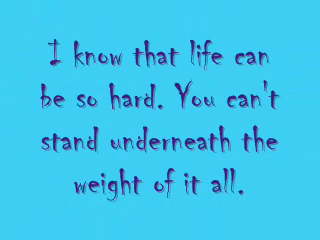 I know that life can
be so hard. You can't
stand underneath the
weight of it all.